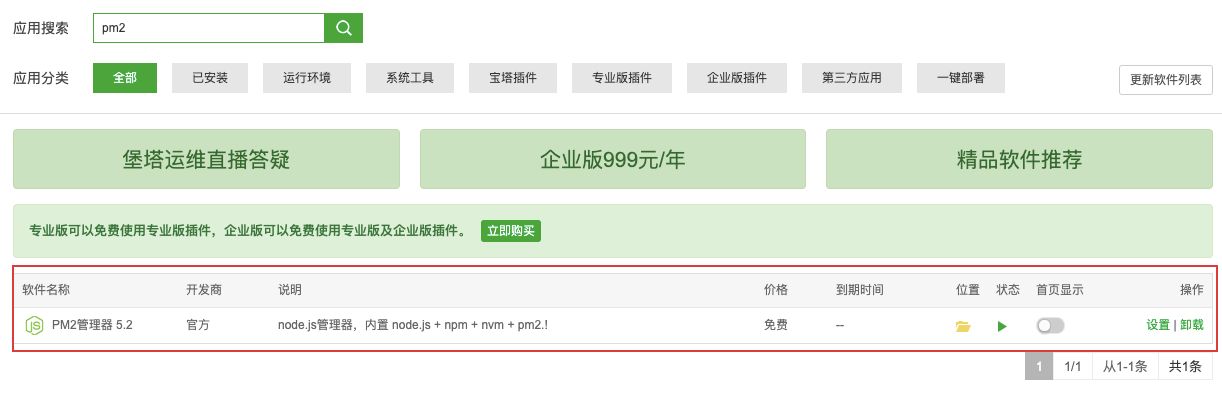 应用搜索 pm2
应用分类 全部 已安装 运行环境 系统工具 宝塔插件 专业版插件 企业版插件 第三方应用 一键部署 更新软件列表
堡塔运维直播答疑 企业版999元/年 精品软件推荐
专业版可以免费使用专业版插件，企业版可以免费使用专业版及企业版插件。 立即购买
软件名称 开发商 说明 价格 到期时间 位置 状态 首页显示 操作
JS PM2管理器 5.2 官方 node.js管理器，内置 node.js + npm + nvm + pm2.! 免费 -- 设置 | 卸载
1 1/1 从1-1条 共1条